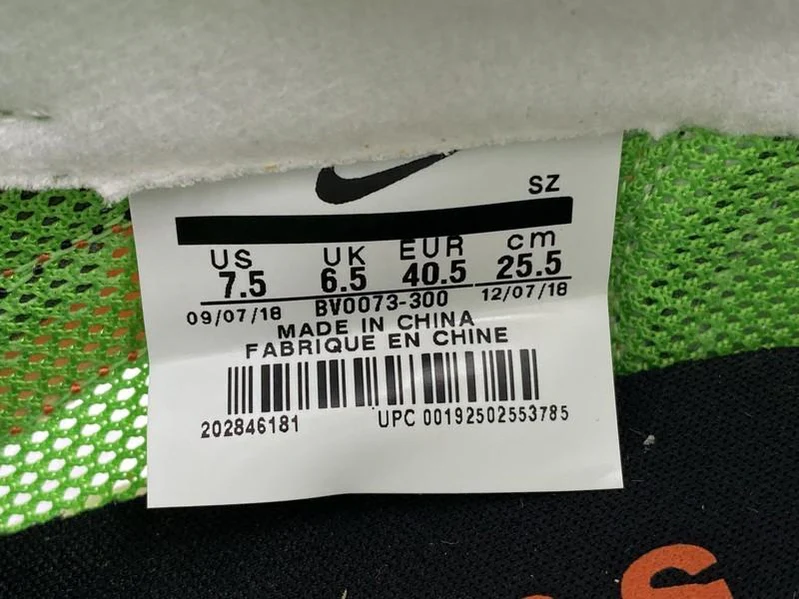 SZ
US UK EUR cm
7.5 6.5 40.5 25.5
09/07/18 BV0073-300 12/07/18
MADE IN CHINA
FABRIQUE EN CHINE
202846181 UPC 00192502553785
S